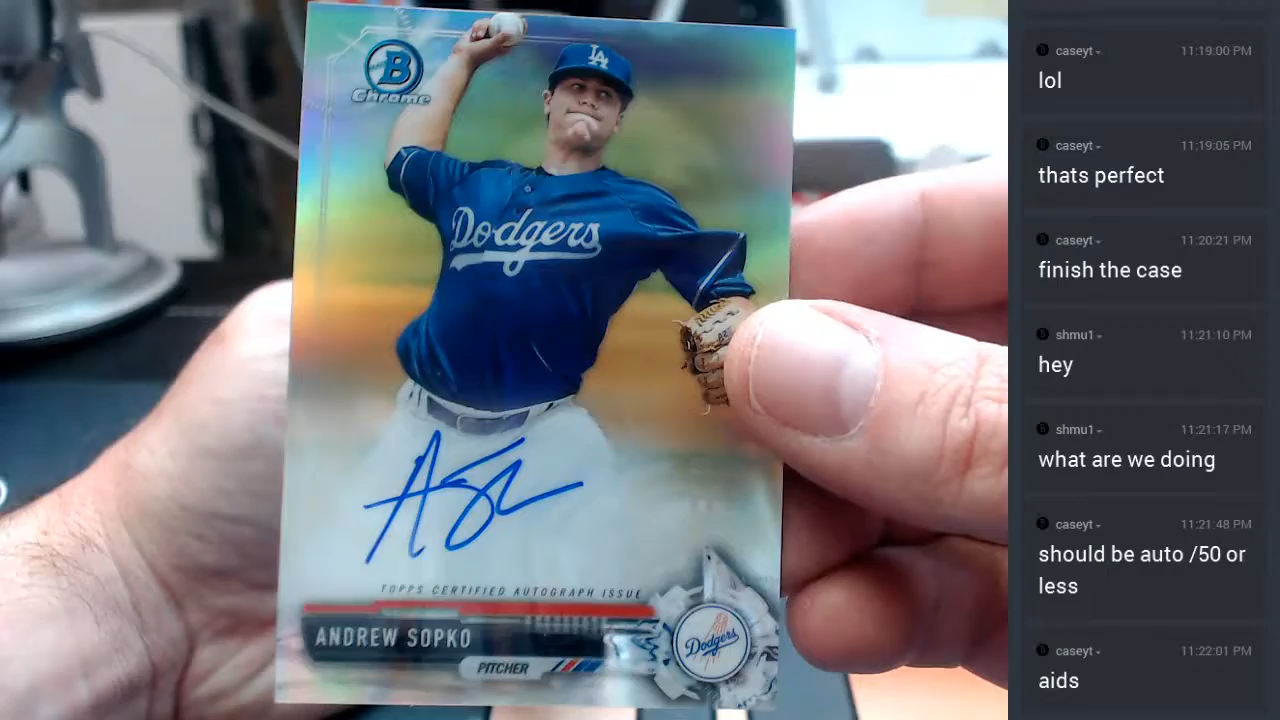 B
Chrome
LA
Dodgers
TOPPS CERTIFIED AUTOGRAPH ISSUE
ANDREW SOPKO
PITCHER
Dodgers
caseyt
11:19:00 PM
lol
caseyt
11:19:05 PM
thats perfect
caseyt
11:20:21 PM
finish the case
shmu1
11:21:10 PM
hey
shmu1
11:21:17 PM
what are we doing
caseyt
11:21:48 PM
should be auto /50 or
less
caseyt
11:22:01 PM
aids